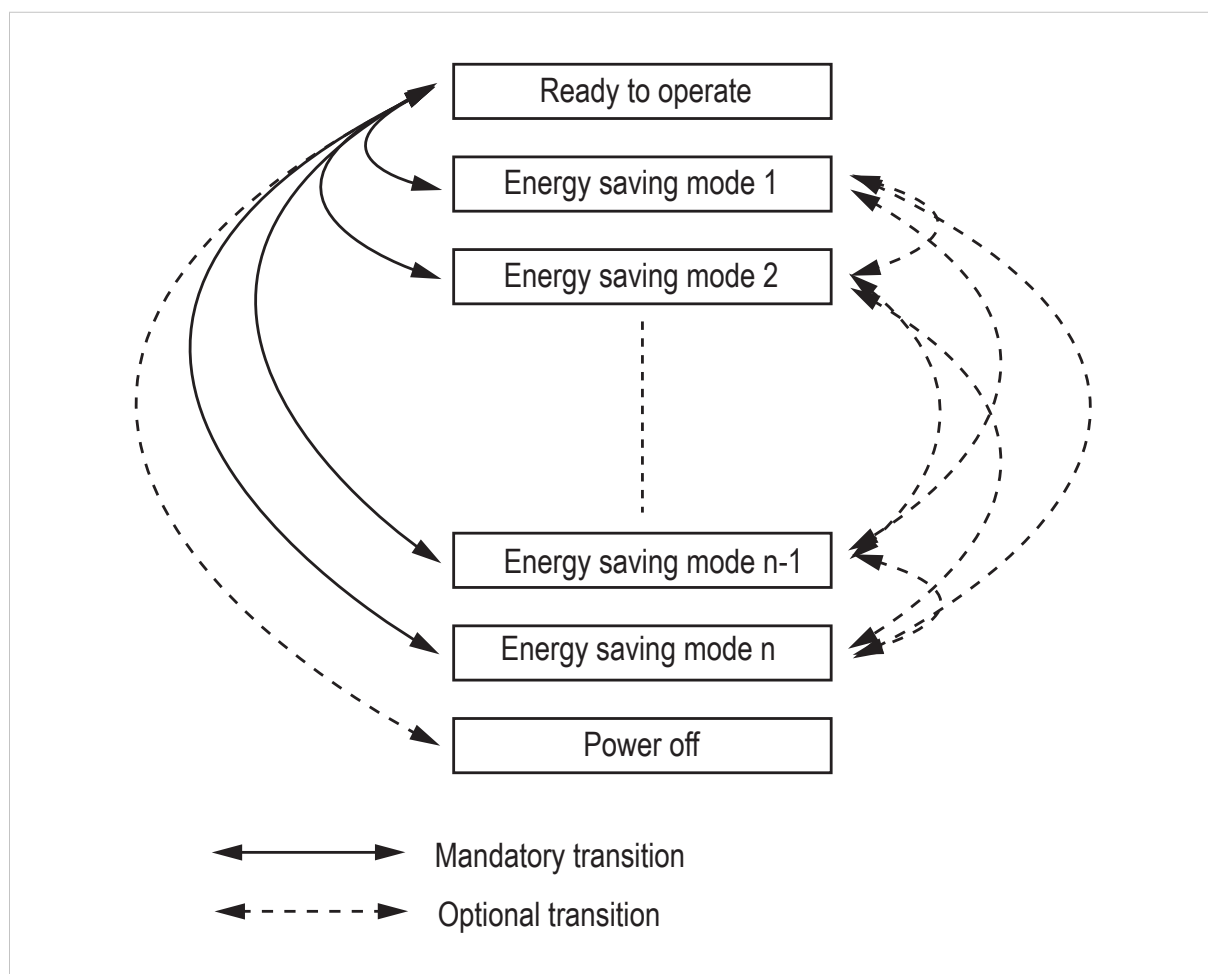 Ready to operate
Energy saving mode 1
Energy saving mode 2
Energy saving mode n-1
Energy saving mode n
Power off
Mandatory transition
Optional transition